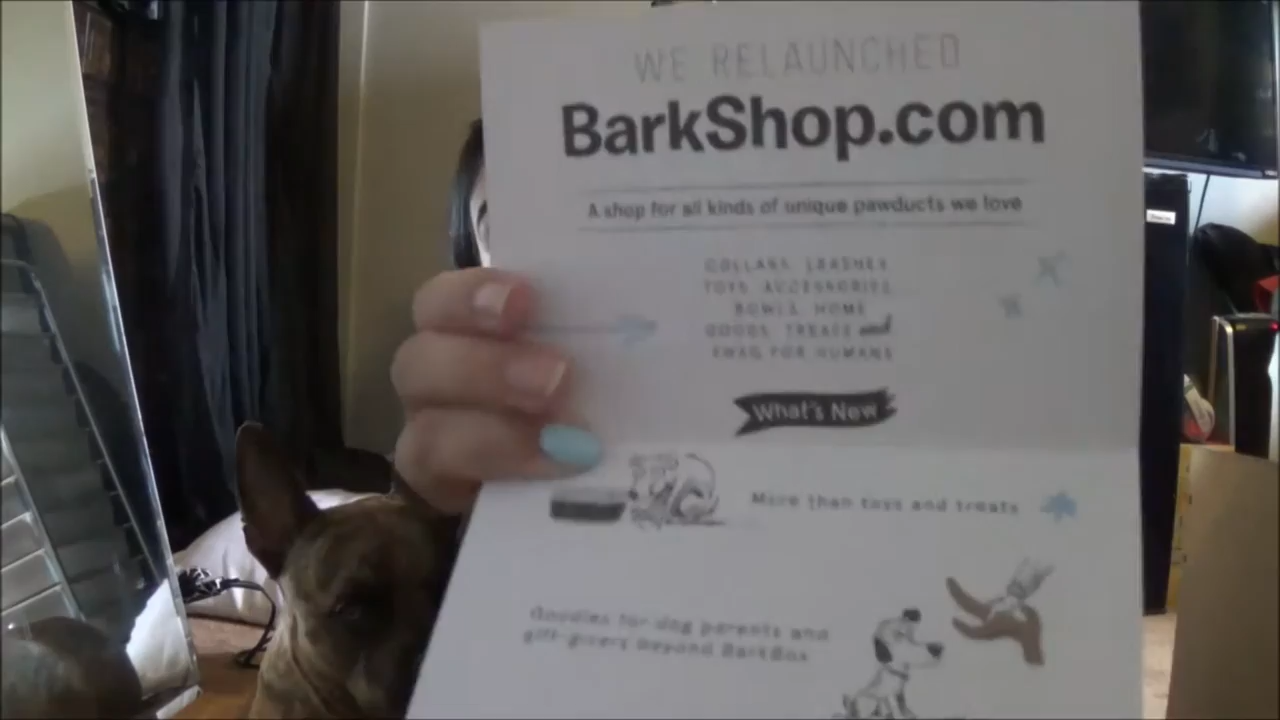 WE RELAUNCHED
BarkShop.com
A shop for all kinds of unique pawducts we love
COLLARS LEASHES
TOYS ACCESSORIES
BOWLS HOME
GOODS TREATS and
SWAG FOR HUMANS
What's New
More than toys and treats
Goodies for dog parents and
gift-givers beyond BarkBox